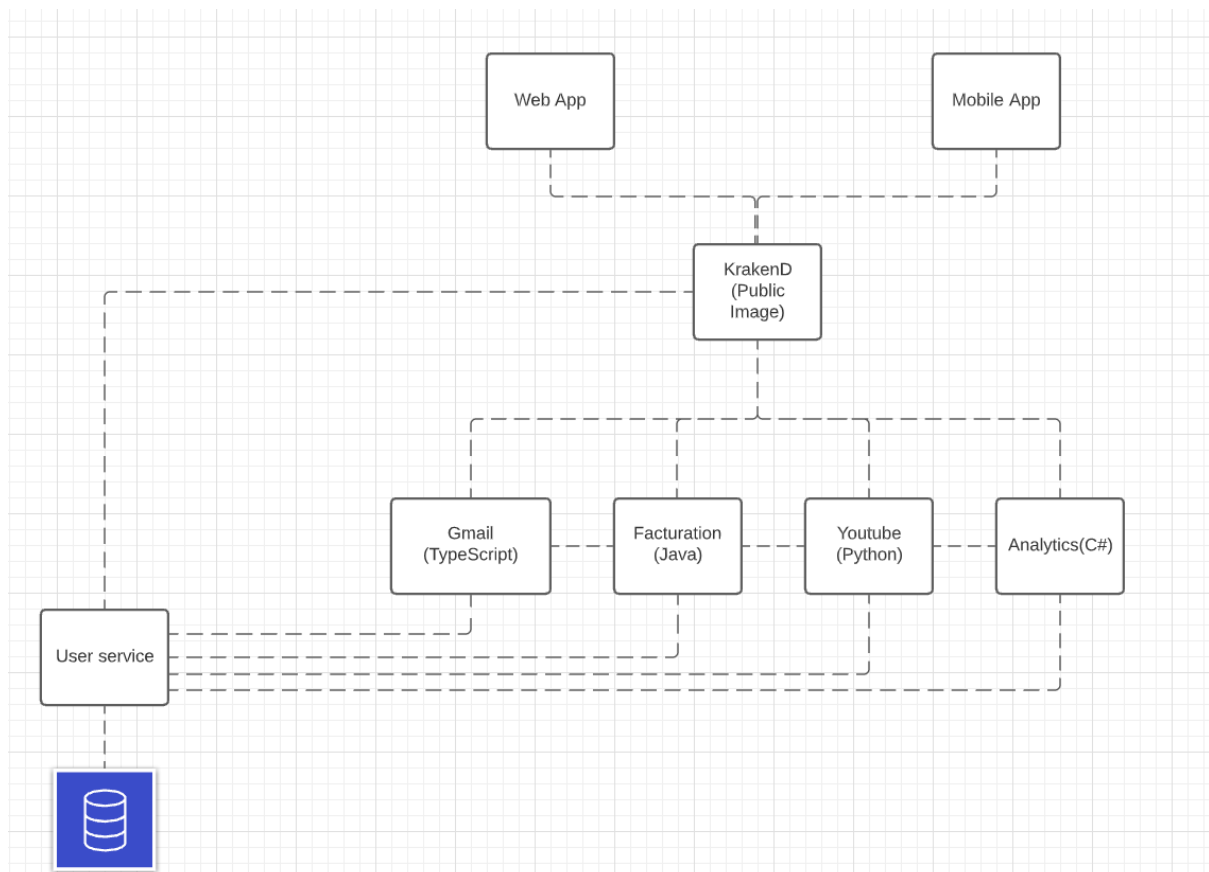 Web App
Mobile App
KrakenD
(Public
Image)
Gmail
(TypeScript)
Facturation
(Java)
Youtube
(Python)
Analytics(C#)
User service